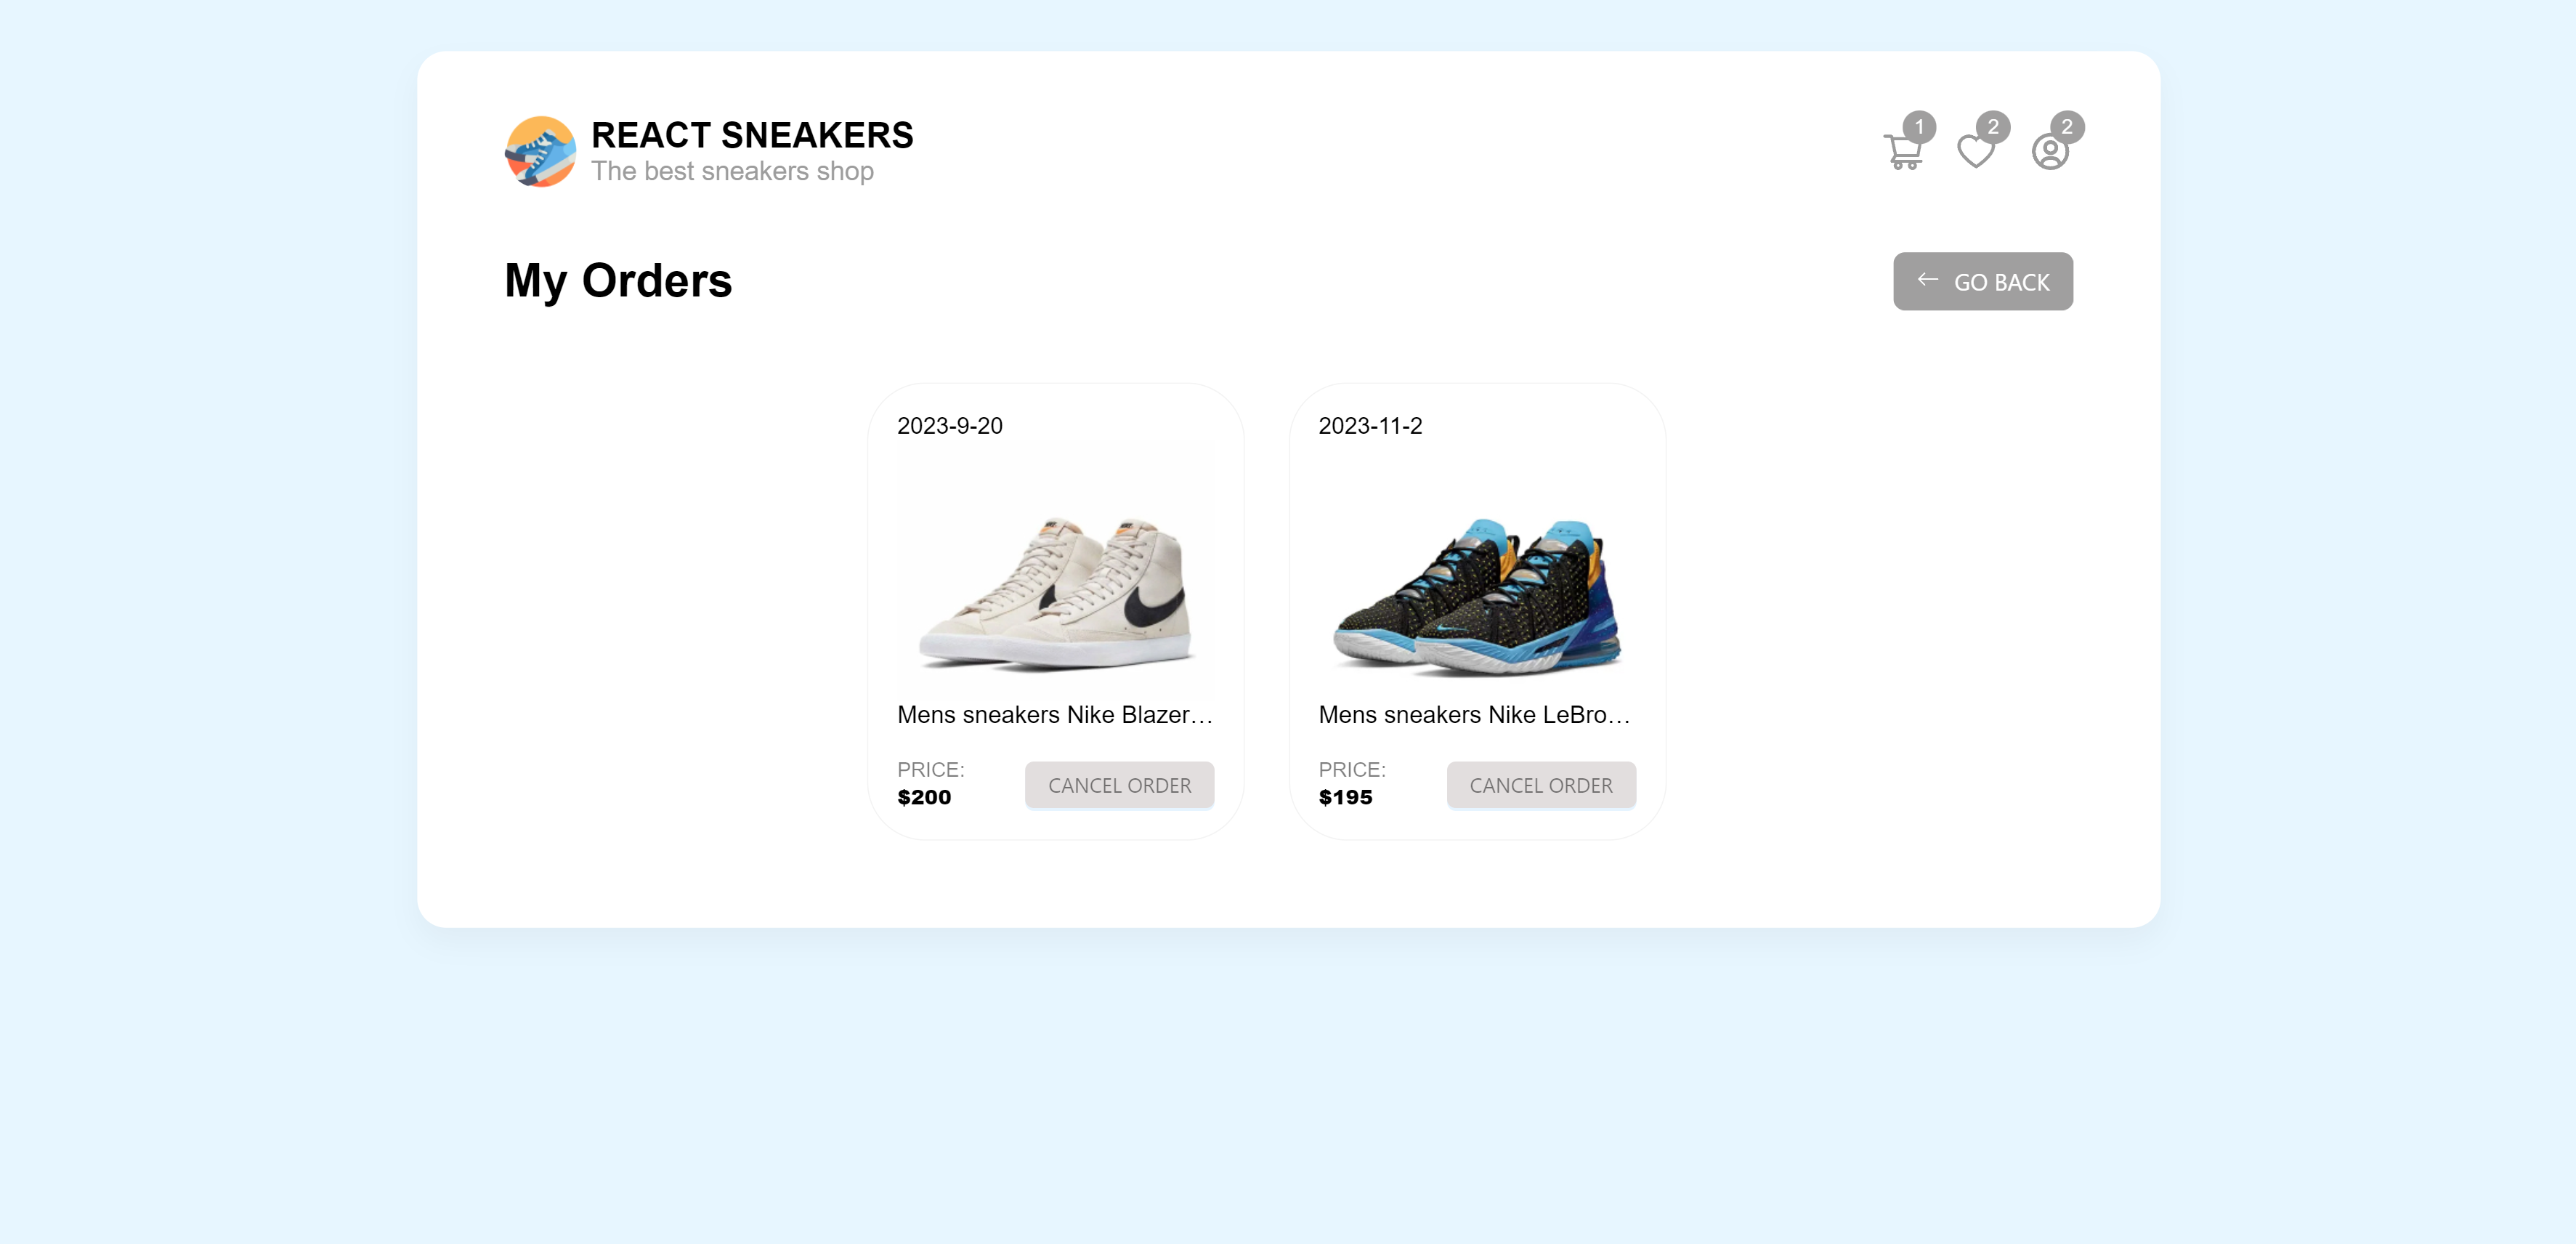 REACT SNEAKERS
The best sneakers shop
1
2
2
My Orders
GO BACK
2023-9-20
Mens sneakers Nike Blazer…
PRICE:
$200
CANCEL ORDER
2023-11-2
Mens sneakers Nike LeBro…
PRICE:
$195
CANCEL ORDER